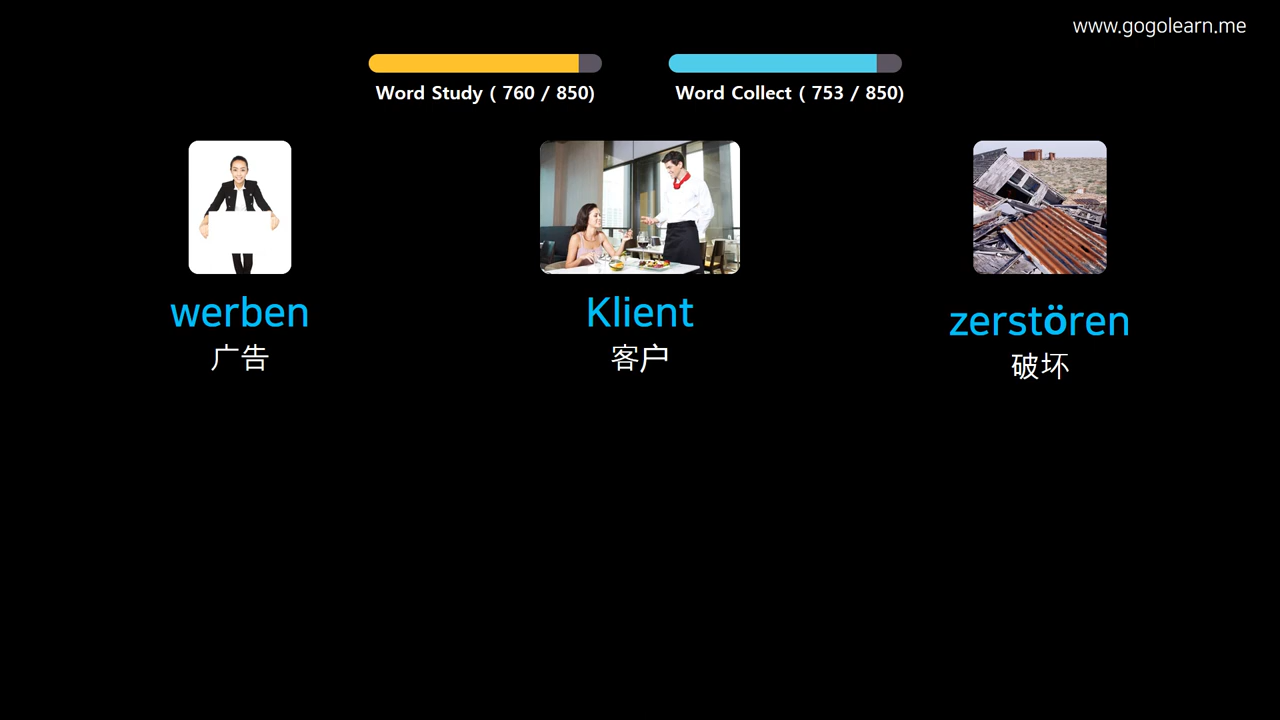 www.gogolearn.me
Word Study ( 760 / 850)
Word Collect ( 753 / 850)
werben
广告
Klient
客户
zerstören
破坏